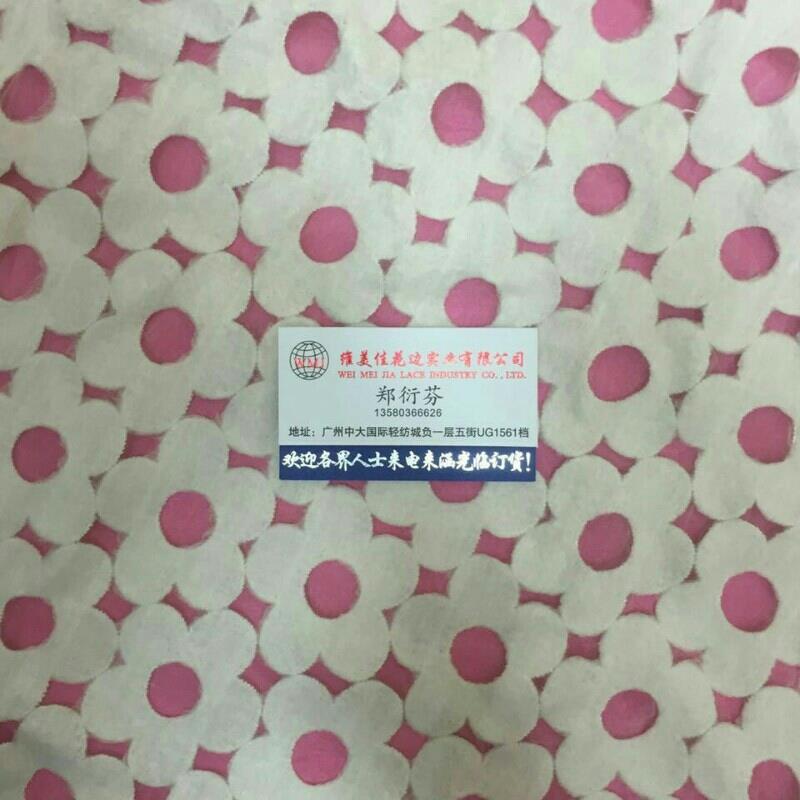 WMJ
维美佳花边实业有限公司
WEI MEI JIA LACE INDUSTRY CO.,LTD.
郑衍芬
13580366626
地址：广州中大国际轻纺城负一层五街UG1561档
欢迎各界人士来电来涵光临订货！